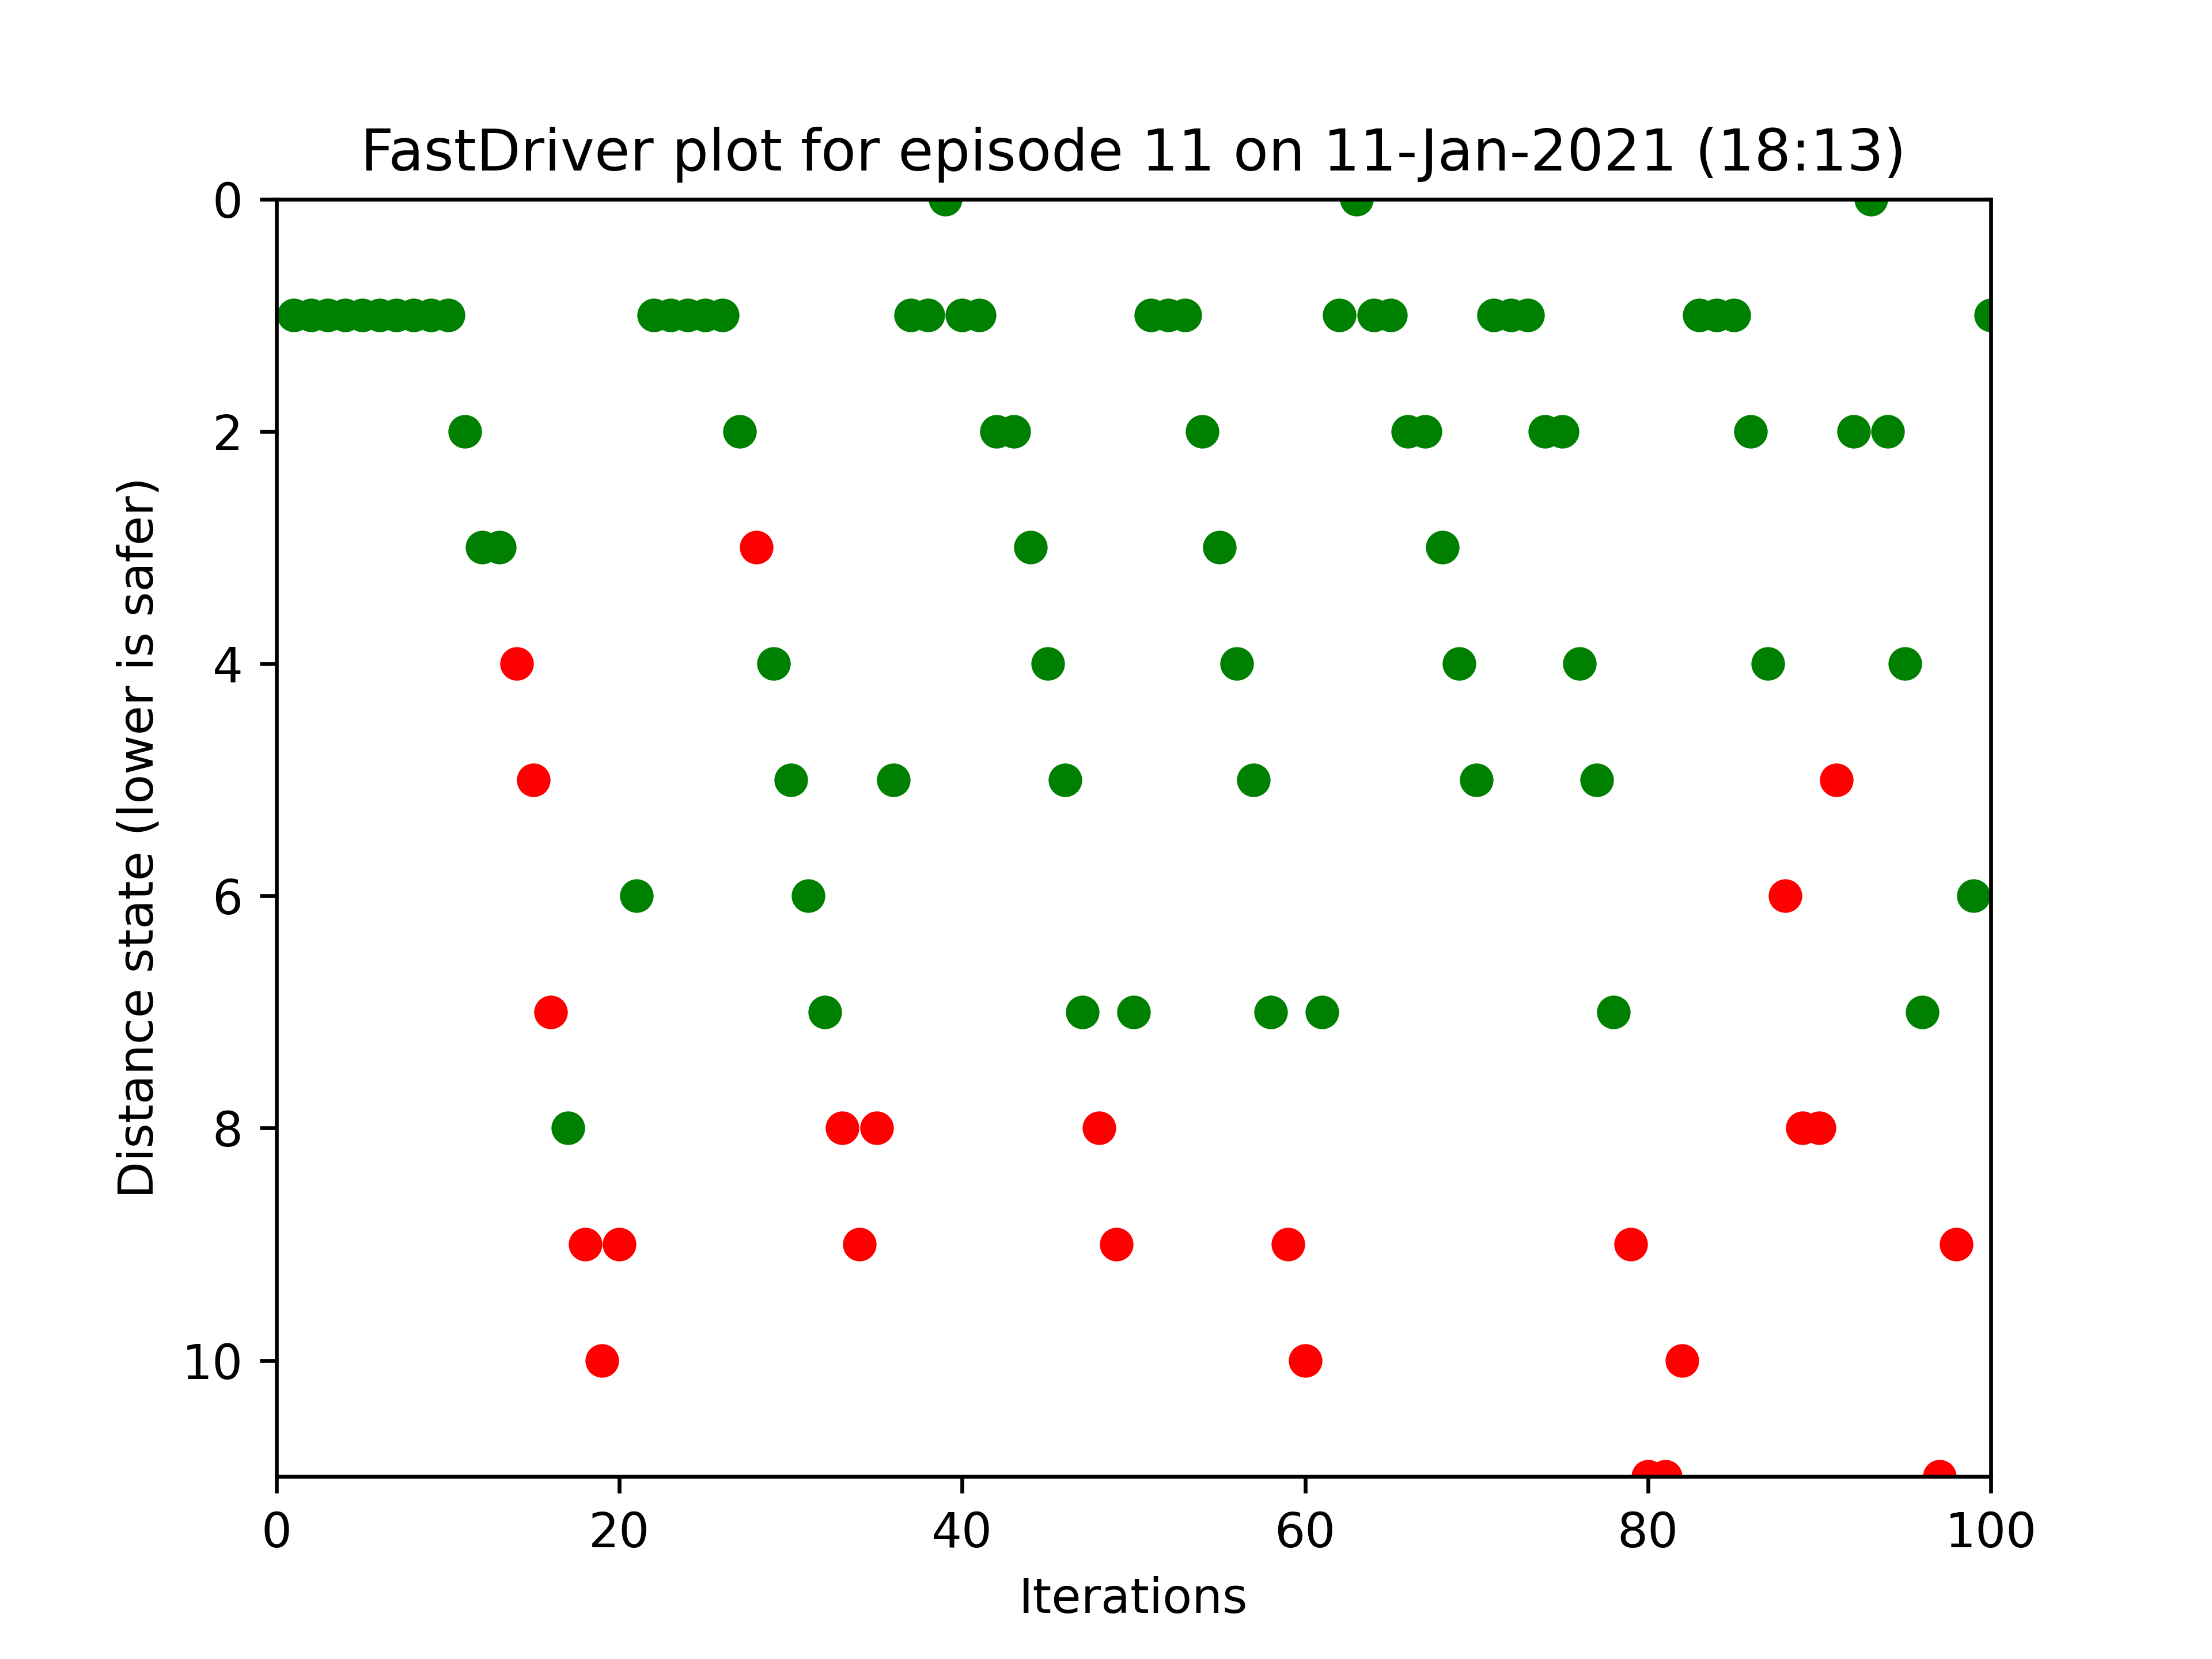 FastDriver plot for episode 11 on 11-Jan-2021 (18:13)
Distance state (lower is safer)
0
2
4
6
8
10
0 20 40 60 80 100
Iterations